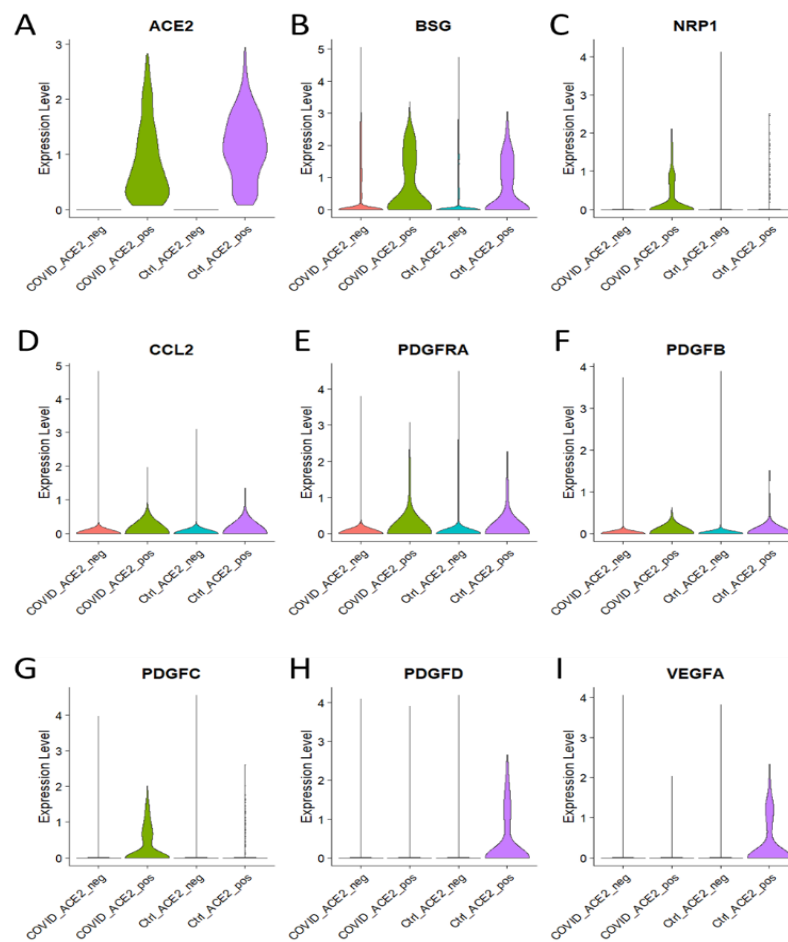 A
ACE2
Expression Level
3
2
1
0
COVID_ACE2_neg
COVID_ACE2_pos
Ctrl_ACE2_neg
Ctrl_ACE2_pos
B
BSG
Expression Level
5
4
3
2
1
0
COVID_ACE2_neg
COVID_ACE2_pos
Ctrl_ACE2_neg
Ctrl_ACE2_pos
C
NRP1
Expression Level
4
3
2
1
0
COVID_ACE2_neg
COVID_ACE2_pos
Ctrl_ACE2_neg
Ctrl_ACE2_pos
D
CCL2
Expression Level
5
4
3
2
1
0
COVID_ACE2_neg
COVID_ACE2_pos
Ctrl_ACE2_neg
Ctrl_ACE2_pos
E
PDGFRA
Expression Level
4
3
2
1
0
COVID_ACE2_neg
COVID_ACE2_pos
Ctrl_ACE2_neg
Ctrl_ACE2_pos
F
PDGFB
Expression Level
4
3
2
1
0
COVID_ACE2_neg
COVID_ACE2_pos
Ctrl_ACE2_neg
Ctrl_ACE2_pos
G
PDGFC
Expression Level
4
3
2
1
0
COVID_ACE2_neg
COVID_ACE2_pos
Ctrl_ACE2_neg
Ctrl_ACE2_pos
H
PDGFD
Expression Level
4
3
2
1
0
COVID_ACE2_neg
COVID_ACE2_pos
Ctrl_ACE2_neg
Ctrl_ACE2_pos
I
VEGFA
Expression Level
4
3
2
1
0
COVID_ACE2_neg
COVID_ACE2_pos
Ctrl_ACE2_neg
Ctrl_ACE2_pos